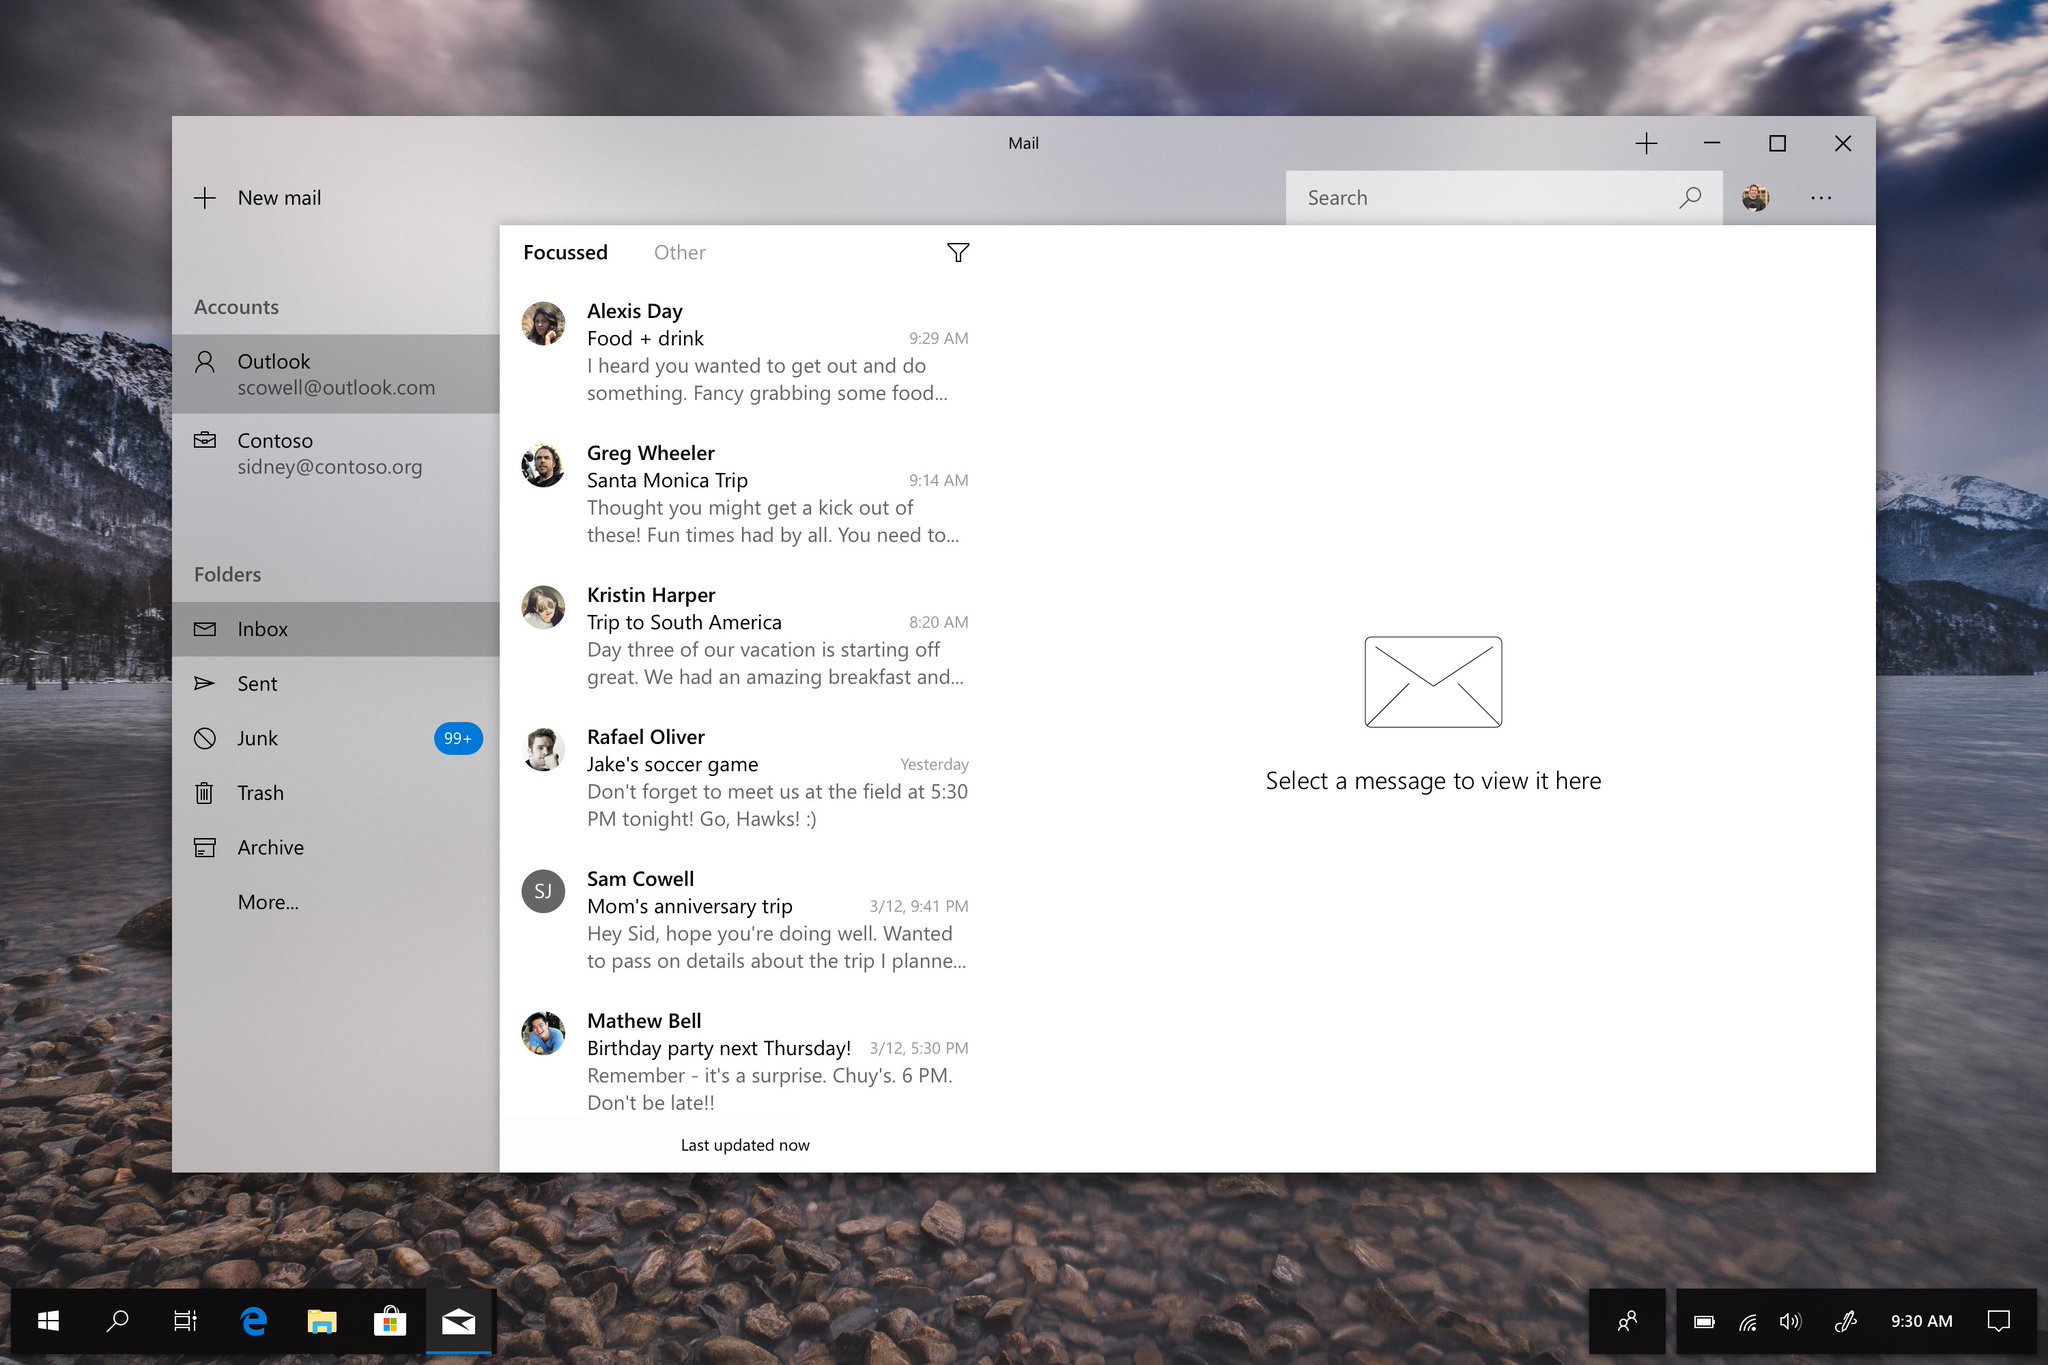 Mail
New mail
Search
Accounts
Outlook
scowell@outlook.com
Contoso
sidney@contoso.org
Folders
Inbox
Sent
Junk 99+
Trash
Archive
More...
Focussed Other
Alexis Day
Food + drink 9:29 AM
I heard you wanted to get out and do
something. Fancy grabbing some food...
Greg Wheeler
Santa Monica Trip 9:14 AM
Thought you might get a kick out of
these! Fun times had by all. You need to...
Kristin Harper
Trip to South America 8:20 AM
Day three of our vacation is starting off
great. We had an amazing breakfast and...
Rafael Oliver
Jake's soccer game Yesterday
Don't forget to meet us at the field at 5:30
PM tonight! Go, Hawks! :)
SJ
Sam Cowell
Mom's anniversary trip 3/12, 9:41 PM
Hey Sid, hope you're doing well. Wanted
to pass on details about the trip I planne...
Mathew Bell
Birthday party next Thursday! 3/12, 5:30 PM
Remember - it's a surprise. Chuy's. 6 PM.
Don't be late!!
Last updated now
Select a message to view it here
9:30 AM